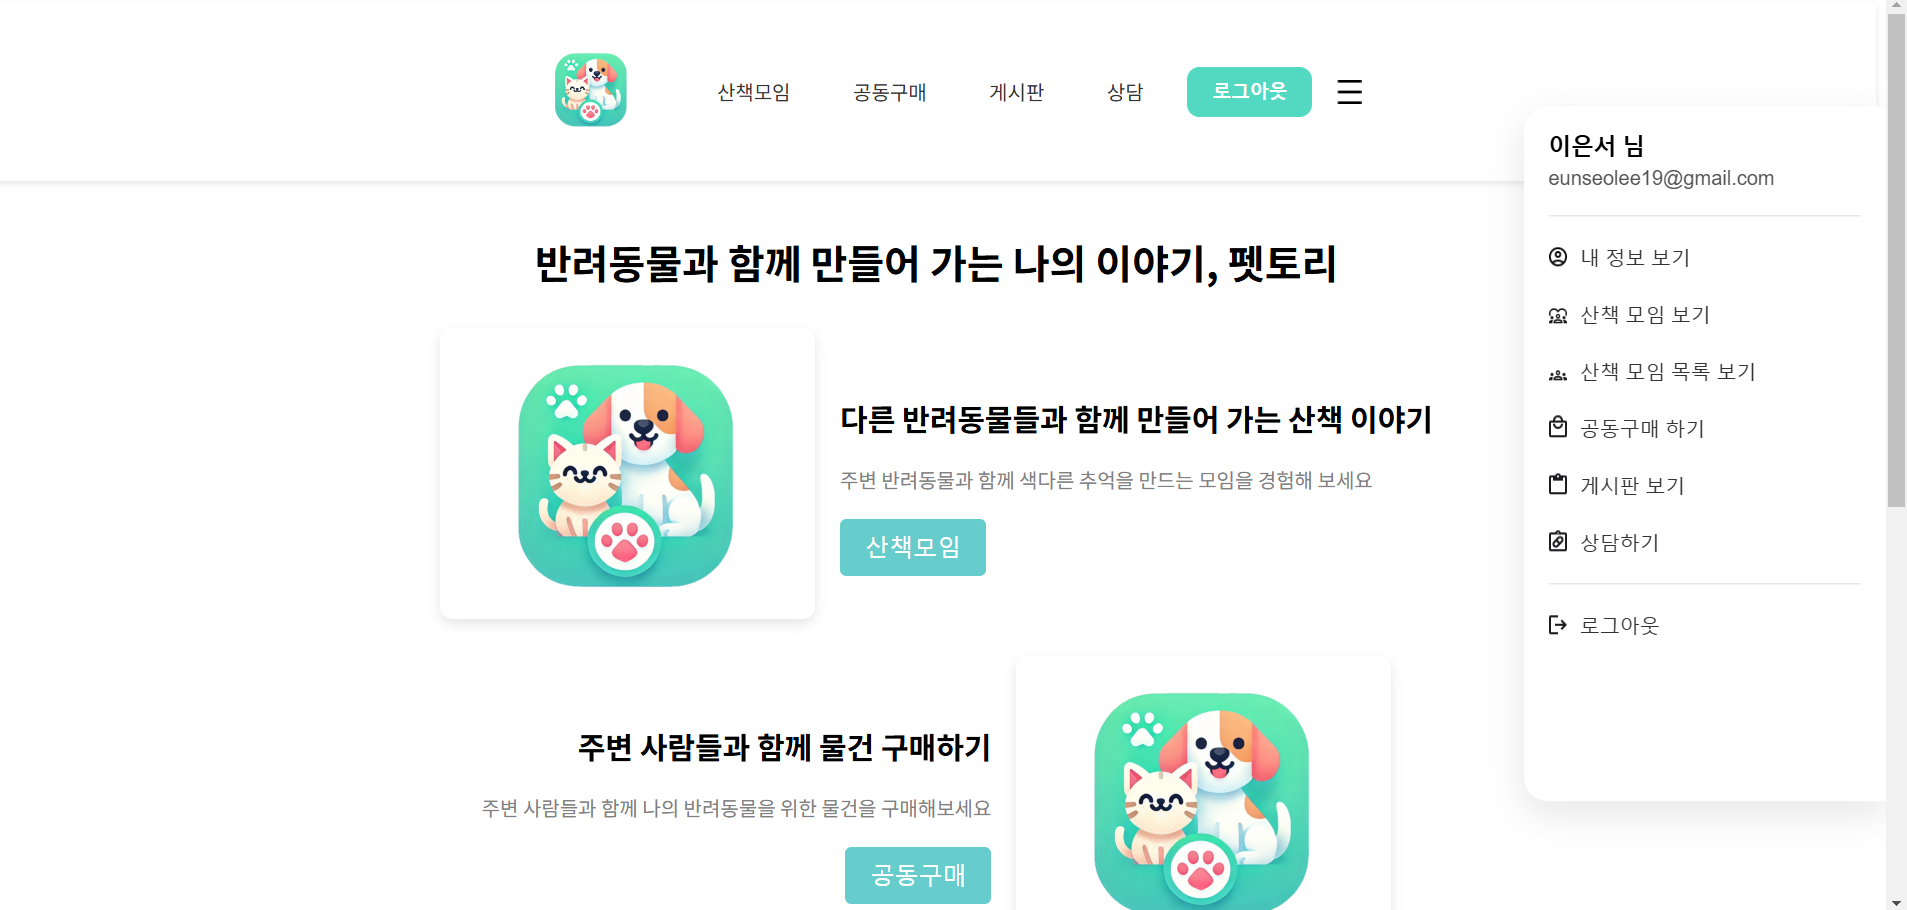 산책모임
공동구매
게시판
상담
로그아웃
이은서 님
eunseolee19@gmail.com
내 정보 보기
산책 모임 보기
산책 모임 목록 보기
공동구매 하기
게시판 보기
상담하기
로그아웃
반려동물과 함께 만들어 가는 나의 이야기, 펫토리
다른 반려동물들과 함께 만들어 가는 산책 이야기
주변 반려동물과 함께 색다른 추억을 만드는 모임을 경험해 보세요
산책모임
주변 사람들과 함께 물건 구매하기
주변 사람들과 함께 나의 반려동물을 위한 물건을 구매해보세요
공동구매